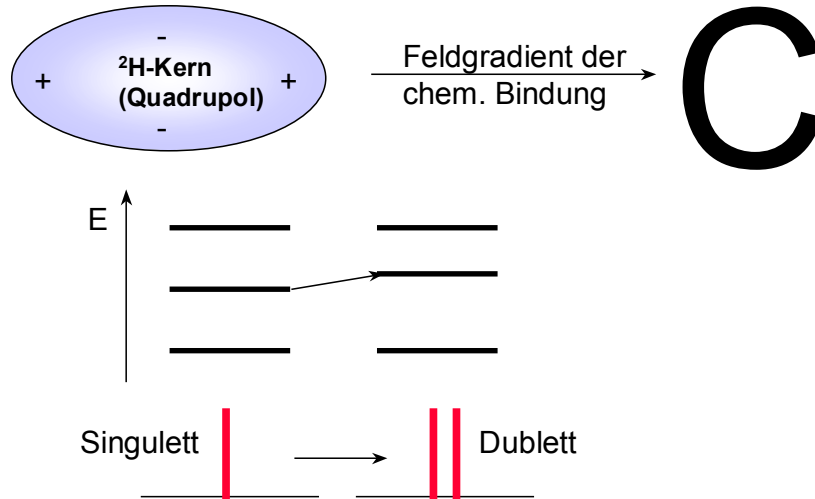 -
+ ²H-Kern +
(Quadrupol)
-
Feldgradient der
chem. Bindung
C
E
Singulett
Dublett